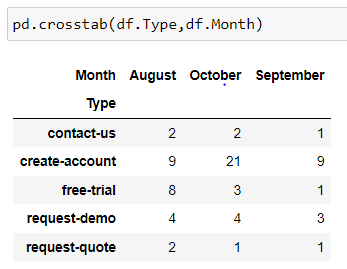 pd.crosstab(df.Type,df.Month)
Month August October September
Type
contact-us 2 2 1
create-account 9 21 9
free-trial 8 3 1
request-demo 4 4 3
request-quote 2 1 1